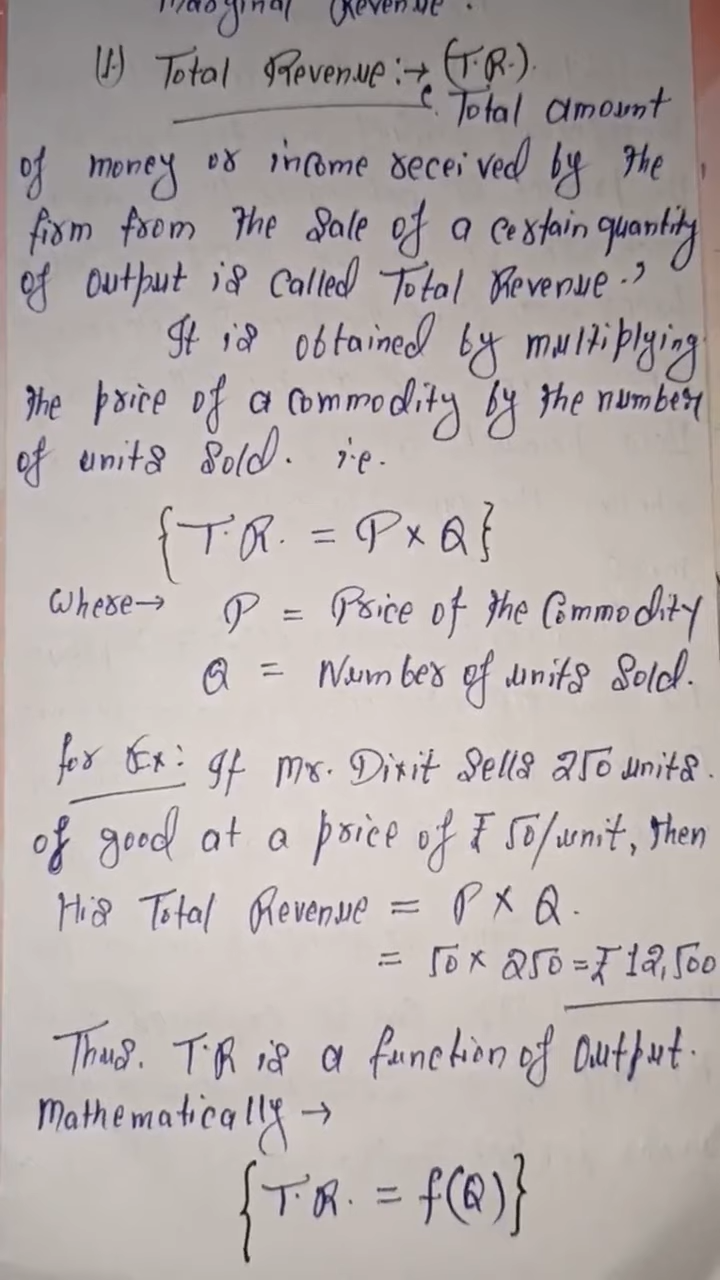 Marginal Revenue.
(1.) Total Revenue :→ (T.R.).
"Total amount
of money or income received by the
firm from the sale of a certain quantity
of output is called Total Revenue."
It is obtained by multiplying
the price of a commodity by the number
of units sold. i.e.
{T.R. = P × Q}
Where → P = Price of the Commodity
Q = Number of units Sold.
for Ex: If Mr. Dixit Sells 250 units.
of good at a price of ₹ 50/unit, then
His Total Revenue = P × Q.
= 50 × 250 = ₹ 12,500
Thus. T.R is a function of Output.
Mathematically →
{T.R. = f(Q)}